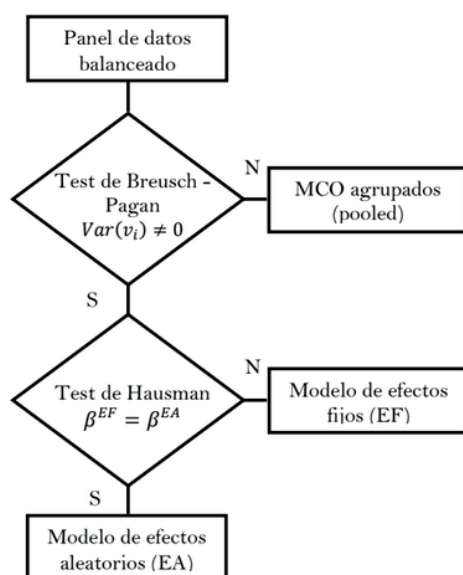 Panel de datos
balanceado
Test de Breusch -
Pagan
Var(v_i) ≠ 0
N
MCO agrupados
(pooled)
S
Test de Hausman
β^{EF} = β^{EA}
N
Modelo de efectos
fijos (EF)
S
Modelo de efectos
aleatorios (EA)